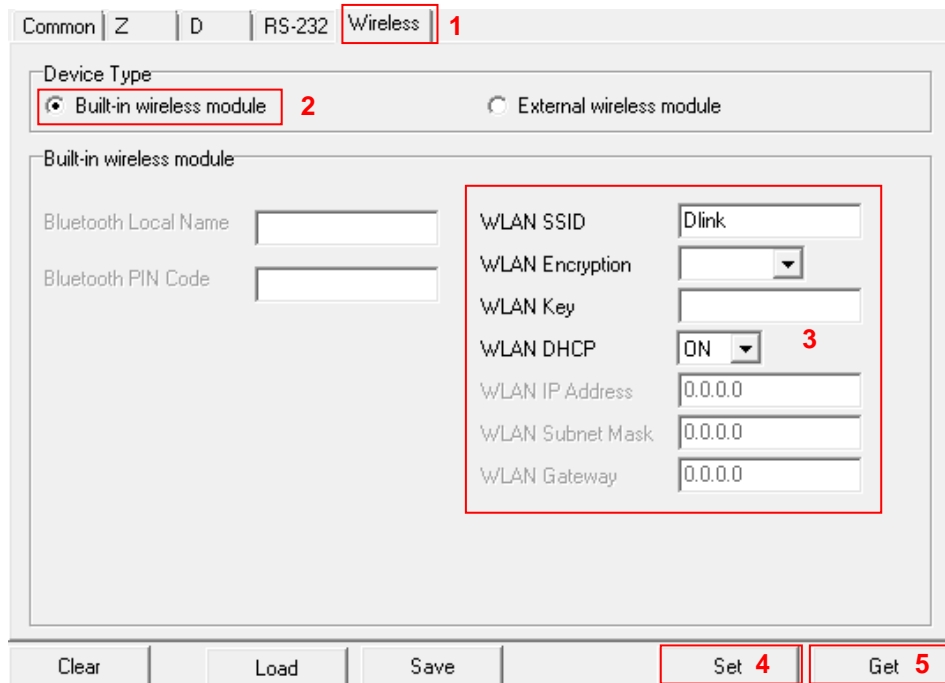 Common Z D RS-232 Wireless 1
Device Type
Built-in wireless module 2 External wireless module
Built-in wireless module
Bluetooth Local Name
Bluetooth PIN Code
WLAN SSID Dlink
WLAN Encryption
WLAN Key
WLAN DHCP ON 3
WLAN IP Address 0.0.0.0
WLAN Subnet Mask 0.0.0.0
WLAN Gateway 0.0.0.0
Clear Load Save Set 4 Get 5